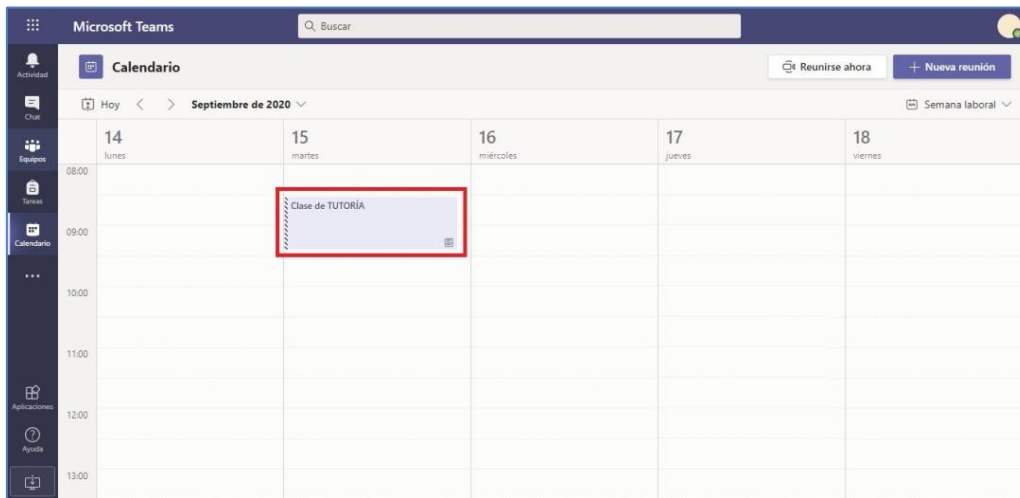 Microsoft Teams
Buscar
Actividad
Chat
Equipos
Tareas
Calendario
Aplicaciones
Ayuda
Calendario
Reunirse ahora
+ Nueva reunión
Hoy
Septiembre de 2020
Semana laboral
14
lunes
15
martes
16
miércoles
17
jueves
18
viernes
08:00
Clase de TUTORÍA
09:00
10:00
11:00
12:00
13:00